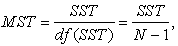 MST = SST / df(SST) = SST / N − 1,